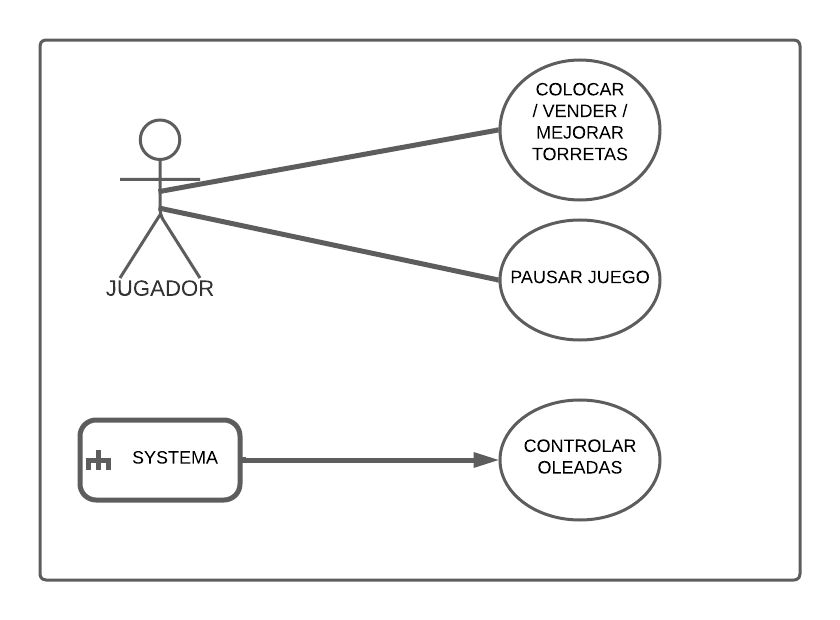 COLOCAR
/ VENDER /
MEJORAR
TORRETAS
JUGADOR
PAUSAR JUEGO
SYSTEMA
CONTROLAR
OLEADAS